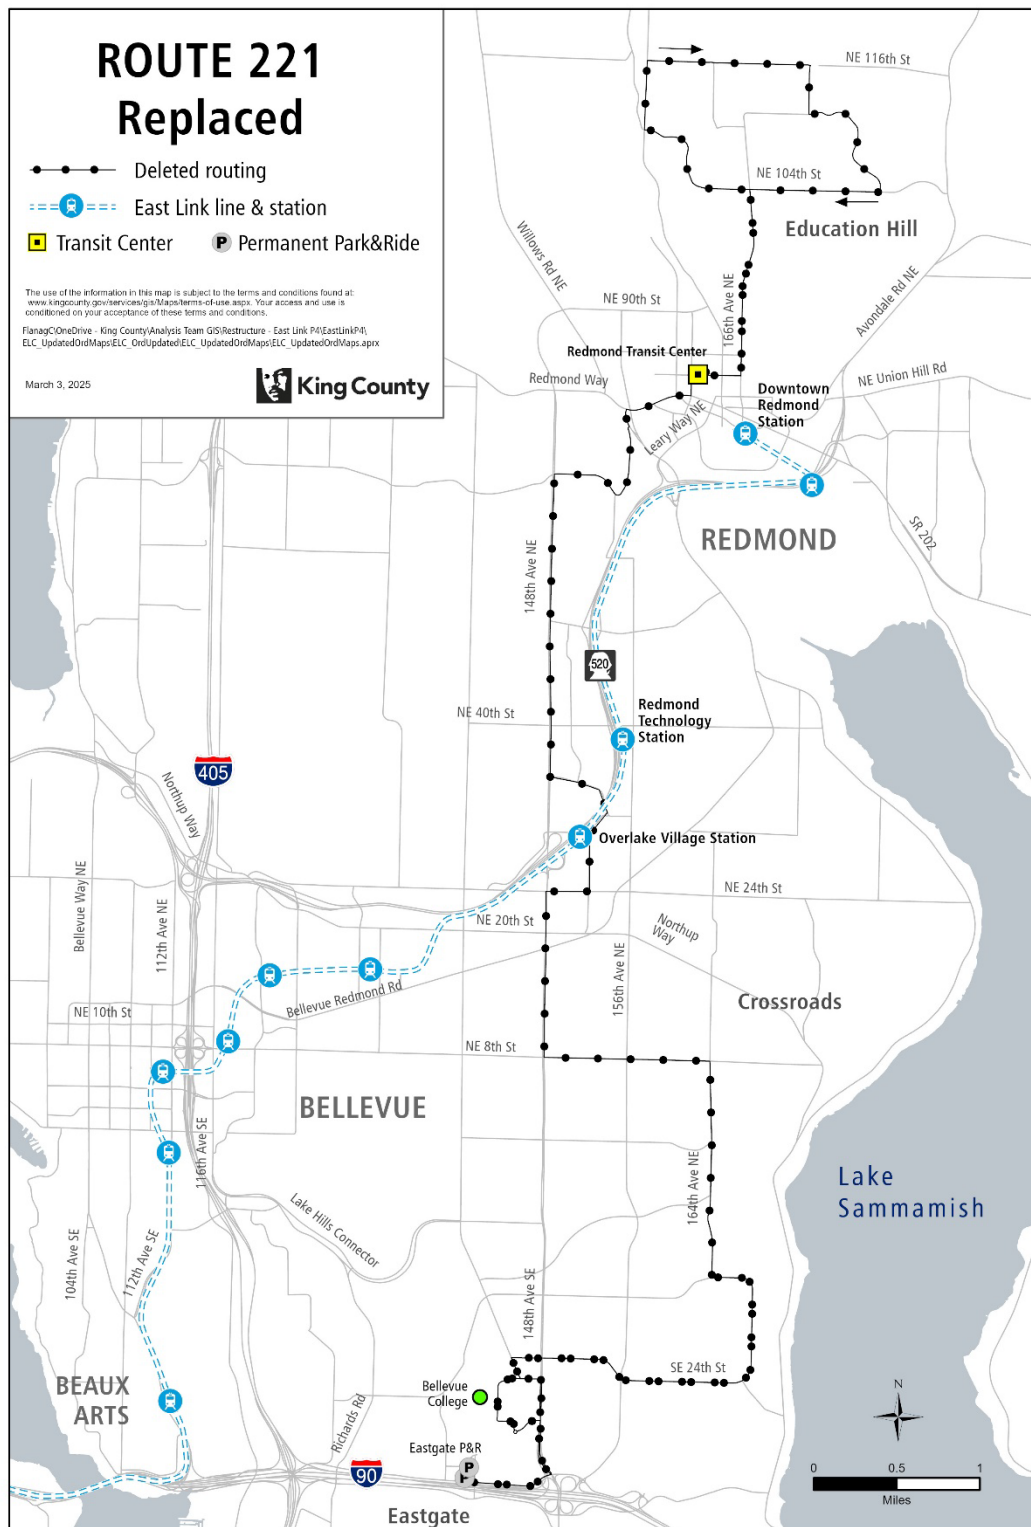 ROUTE 221
Replaced
Deleted routing
East Link line & station
Transit Center
P Permanent Park&Ride
The use of the information in this map is subject to the terms and conditions found at:
www.kingcounty.gov/services/gis/Maps/terms-of-use.aspx. Your access and use is
conditioned on your acceptance of these terms and conditions.
FlanagC\OneDrive - King County\Analysis Team GIS\Restructure - East Link P4\EastLinkP4\
ELC_UpdatedOrdMaps\ELC_OrdUpdated\ELC_UpdatedOrdMaps\ELC_UpdatedOrdMaps.aprx
March 3, 2025
King County
NE 116th St
NE 104th St
Education Hill
Willows Rd NE
166th Ave NE
Avondale Rd NE
NE 90th St
Redmond Transit Center
Redmond Way
NE Union Hill Rd
Downtown
Redmond
Station
Leary Way NE
REDMOND
SR 202
148th Ave NE
520
NE 40th St
Redmond
Technology
Station
405
Northup Way
Overlake Village Station
Bellevue Way NE
112th Ave NE
NE 24th St
NE 20th St
Northup
Way
156th Ave NE
Bellevue Redmond Rd
Crossroads
NE 10th St
NE 8th St
BELLEVUE
116th Ave SE
164th Ave NE
Lake
Sammamish
Lake Hills Connector
104th Ave SE
112th Ave SE
148th Ave SE
SE 24th St
BEAUX
ARTS
Bellevue
College
Richards Rd
N
Eastgate P&R
P
P
90
Eastgate
0
0.5
1
Miles